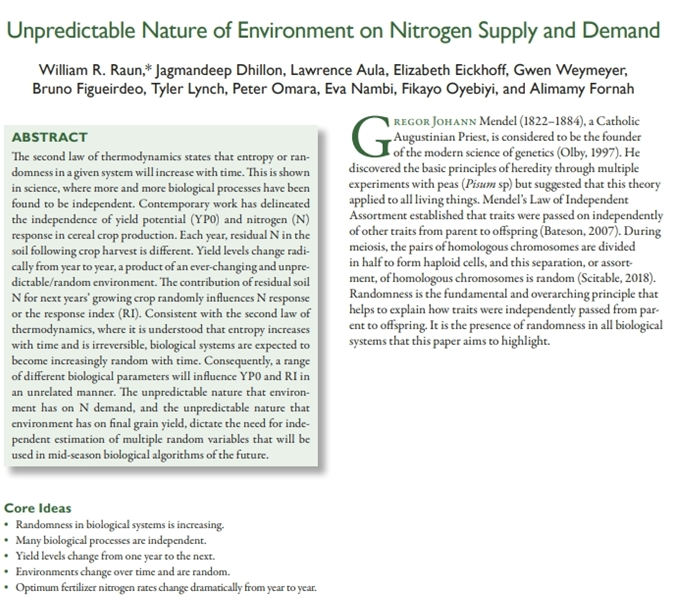 Unpredictable Nature of Environment on Nitrogen Supply and Demand
William R. Raun,* Jagmandeep Dhillon, Lawrence Aula, Elizabeth Eickhoff, Gwen Weymeyer,
Bruno Figueirdeo, Tyler Lynch, Peter Omara, Eva Nambi, Fikayo Oyebiyi, and Alimamy Fornah
ABSTRACT
The second law of thermodynamics states that entropy or ran-
domness in a given system will increase with time. This is shown
in science, where more and more biological processes have been
found to be independent. Contemporary work has delineated
the independence of yield potential (YP0) and nitrogen (N)
response in cereal crop production. Each year, residual N in the
soil following crop harvest is different. Yield levels change radi-
cally from year to year, a product of an ever-changing and unpre-
dictable/random environment. The contribution of residual soil
N for next years' growing crop randomly influences N response
or the response index (RI). Consistent with the second law of
thermodynamics, where it is understood that entropy increases
with time and is irreversible, biological systems are expected to
become increasingly random with time. Consequently, a range
of different biological parameters will influence YP0 and RI in
an unrelated manner. The unpredictable nature that environ-
ment has on N demand, and the unpredictable nature that
environment has on final grain yield, dictate the need for inde-
pendent estimation of multiple random variables that will be
used in mid-season biological algorithms of the future.
Core Ideas
• Randomness in biological systems is increasing.
• Many biological processes are independent.
• Yield levels change from one year to the next.
• Environments change over time and are random.
• Optimum fertilizer nitrogen rates change dramatically from year to year.
GREGOR JOHANN Mendel (1822–1884), a Catholic
Augustinian Priest, is considered to be the founder
of the modern science of genetics (Olby, 1997). He
discovered the basic principles of heredity through multiple
experiments with peas (Pisum sp) but suggested that this theory
applied to all living things. Mendel's Law of Independent
Assortment established that traits were passed on independently
of other traits from parent to offspring (Bateson, 2007). During
meiosis, the pairs of homologous chromosomes are divided
in half to form haploid cells, and this separation, or assort-
ment, of homologous chromosomes is random (Scitable, 2018).
Randomness is the fundamental and overarching principle that
helps to explain how traits were independently passed from par-
ent to offspring. It is the presence of randomness in all biological
systems that this paper aims to highlight.